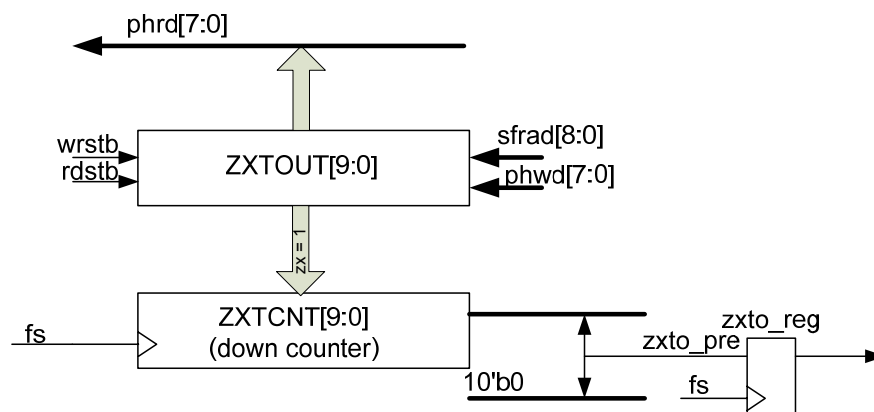 phrd[7:0]
wrstb
rdstb
ZXTOUT[9:0]
sfrad[8:0]
phwd[7:0]
zx = 1
fs
ZXTCNT[9:0]
(down counter)
10'b0
zxto_pre
zxto_reg
fs